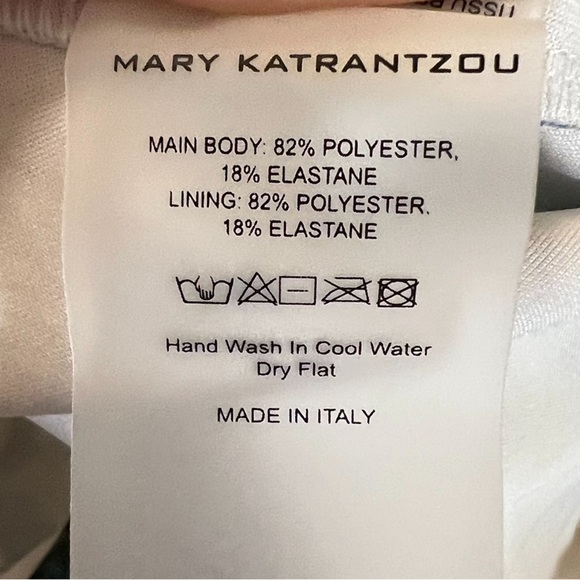 MARY KATRANTZOU
MAIN BODY: 82% POLYESTER,
18% ELASTANE
LINING: 82% POLYESTER.
18% ELASTANE
Hand Wash In Cool Water
Dry Flat
MADE IN ITALY